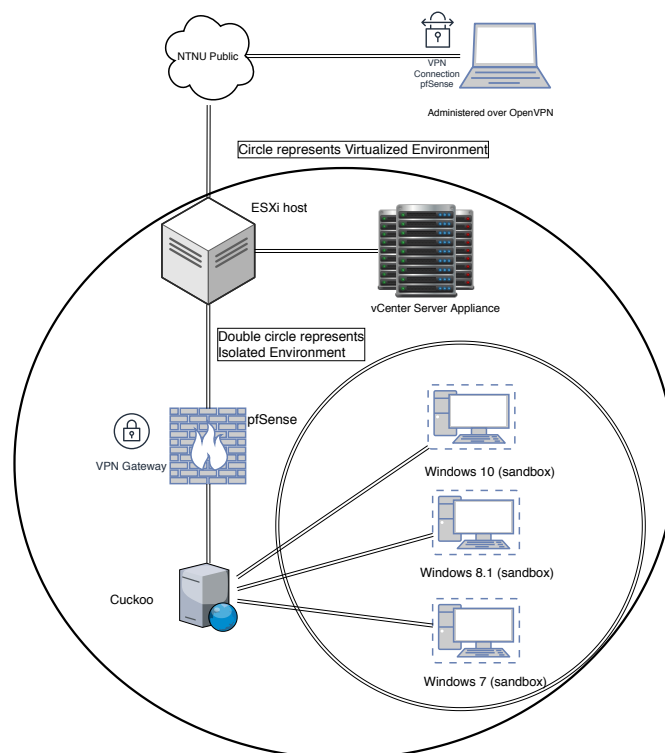 NTNU Public
VPN
Connection
pfSense
Administered over OpenVPN
Circle represents Virtualized Environment
ESXi host
vCenter Server Appliance
Double circle represents
Isolated Environment
pfSense
VPN Gateway
Windows 10 (sandbox)
Windows 8.1 (sandbox)
Cuckoo
Windows 7 (sandbox)